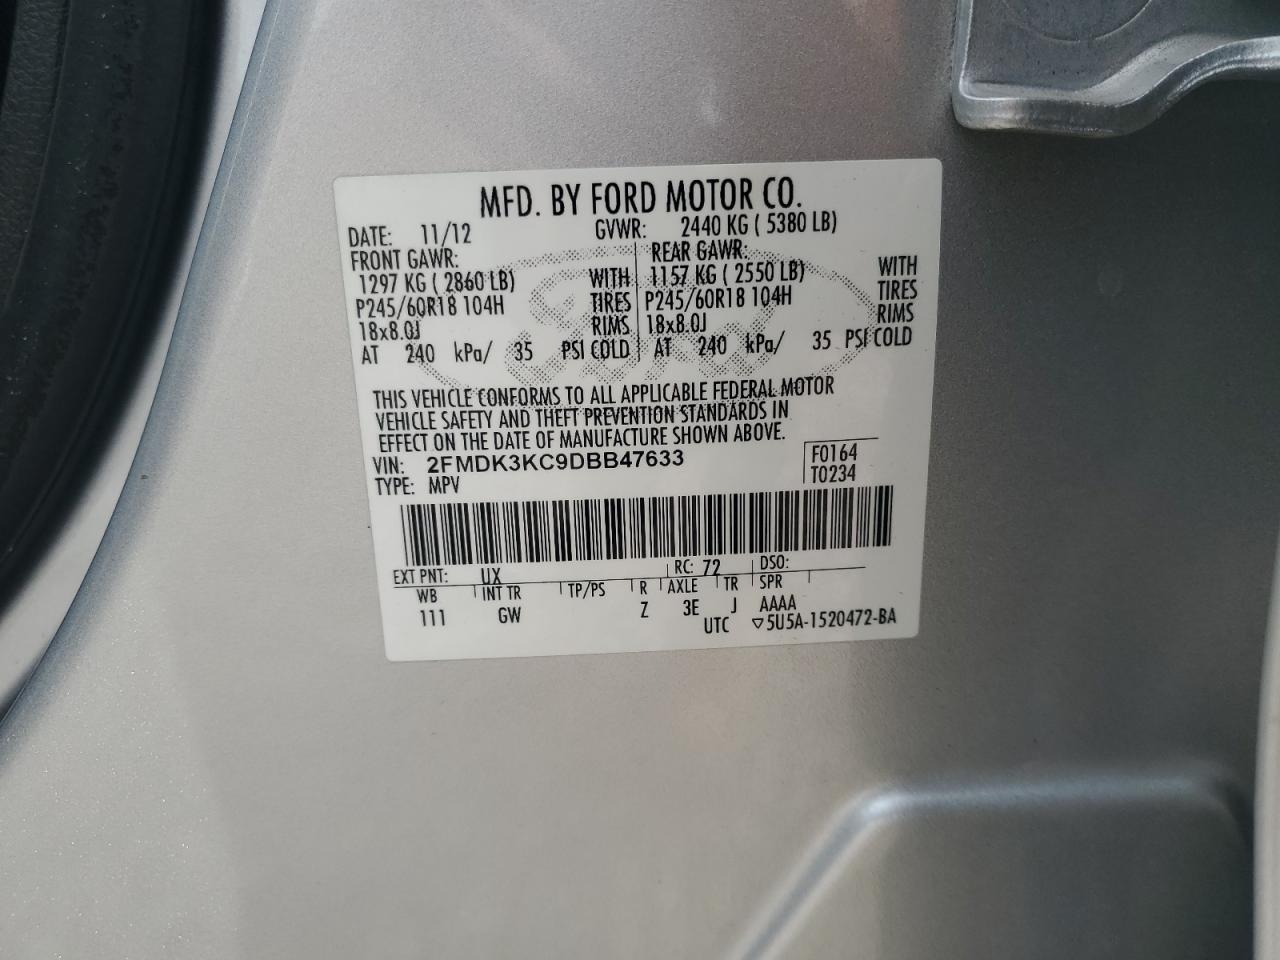 MFD. BY FORD MOTOR CO.
DATE: 11/12 GVWR: 2440 KG ( 5380 LB)
FRONT GAWR: REAR GAWR:
1297 KG ( 2860 LB) WITH 1157 KG ( 2550 LB) WITH
P245/60R18 104H TIRES P245/60R18 104H TIRES
18x8.0J RIMS 18x8.0J RIMS
AT 240 kPa/ 35 PSI COLD AT 240 kPa/ 35 PSI COLD
THIS VEHICLE CONFORMS TO ALL APPLICABLE FEDERAL MOTOR
VEHICLE SAFETY AND THEFT PREVENTION STANDARDS IN
EFFECT ON THE DATE OF MANUFACTURE SHOWN ABOVE.
VIN: 2FMDK3KC9DBB47633 F0164
TYPE: MPV T0234
EXT PNT: UX RC: 72 DSO:
WB INT TR TP/PS R AXLE TR SPR
111 GW Z 3E J AAAA
UTC ▽5U5A-1520472-BA